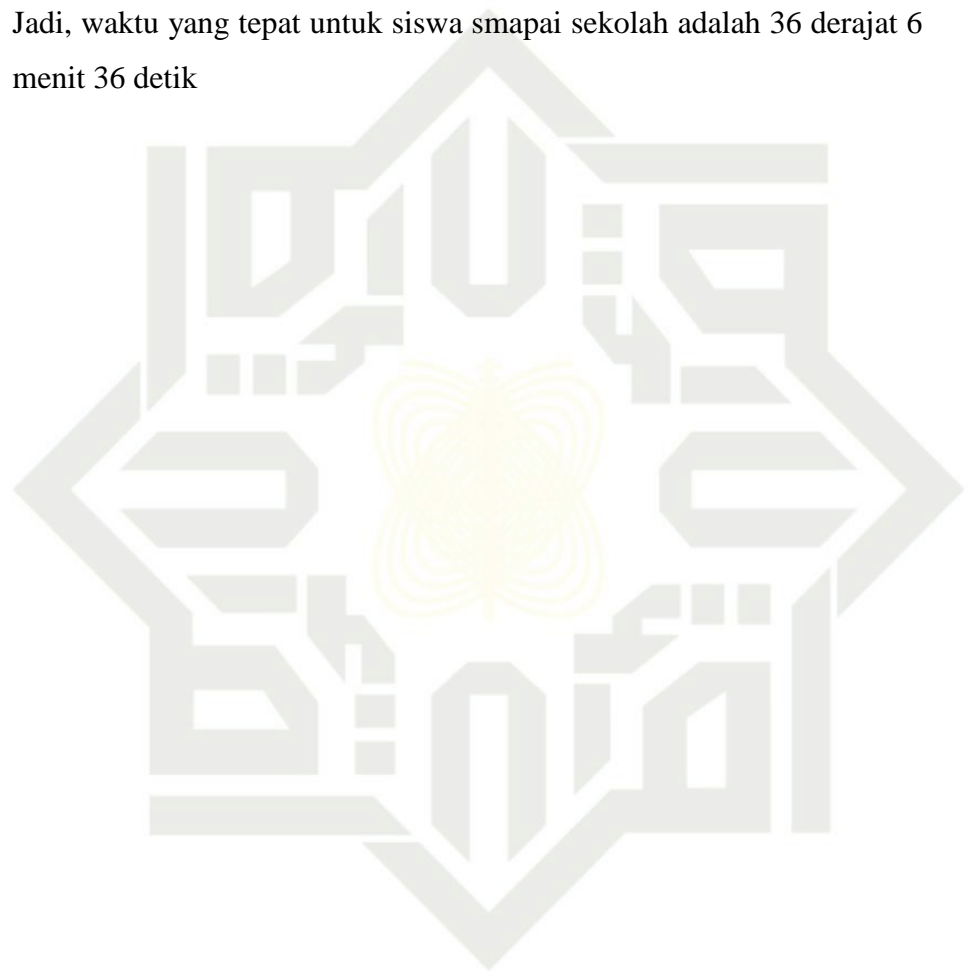 Jadi, waktu yang tepat untuk siswa smapai sekolah adalah 36 derajat 6
menit 36 detik